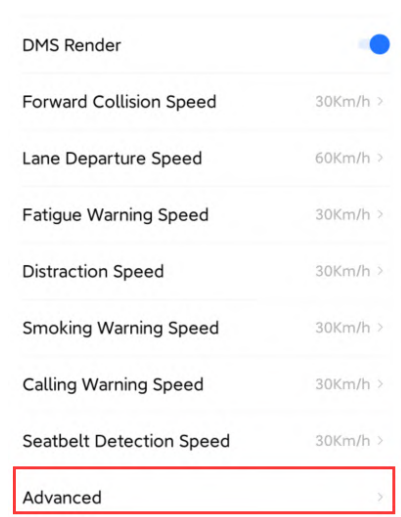 DMS Render
Forward Collision Speed 30Km/h >
Lane Departure Speed 60Km/h >
Fatigue Warning Speed 30Km/h >
Distraction Speed 30Km/h >
Smoking Warning Speed 30Km/h >
Calling Warning Speed 30Km/h >
Seatbelt Detection Speed 30Km/h >
Advanced >